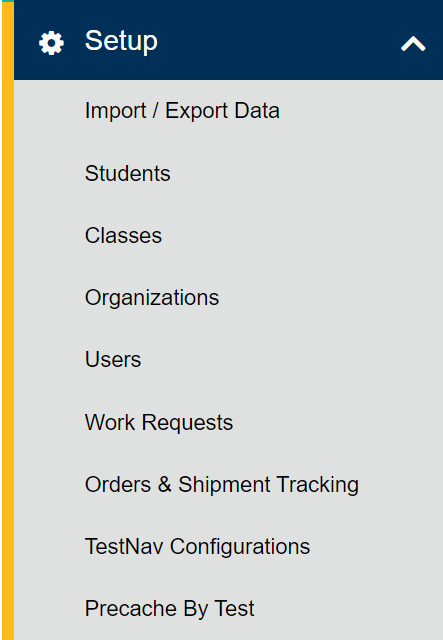 Setup
Import / Export Data
Students
Classes
Organizations
Users
Work Requests
Orders & Shipment Tracking
TestNav Configurations
Precache By Test